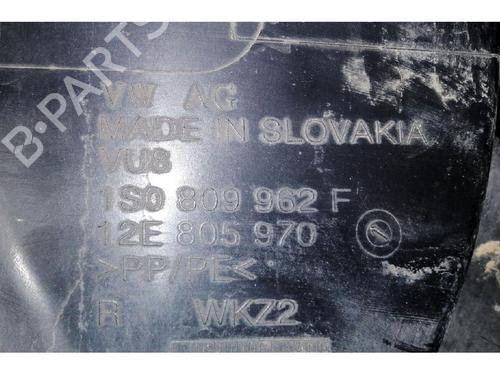 B-PARTS
VW AG
MADE IN SLOVAKIA
VU8
1S0 809 962 F
12E 805 970
>PP/PE<
R WKZ2